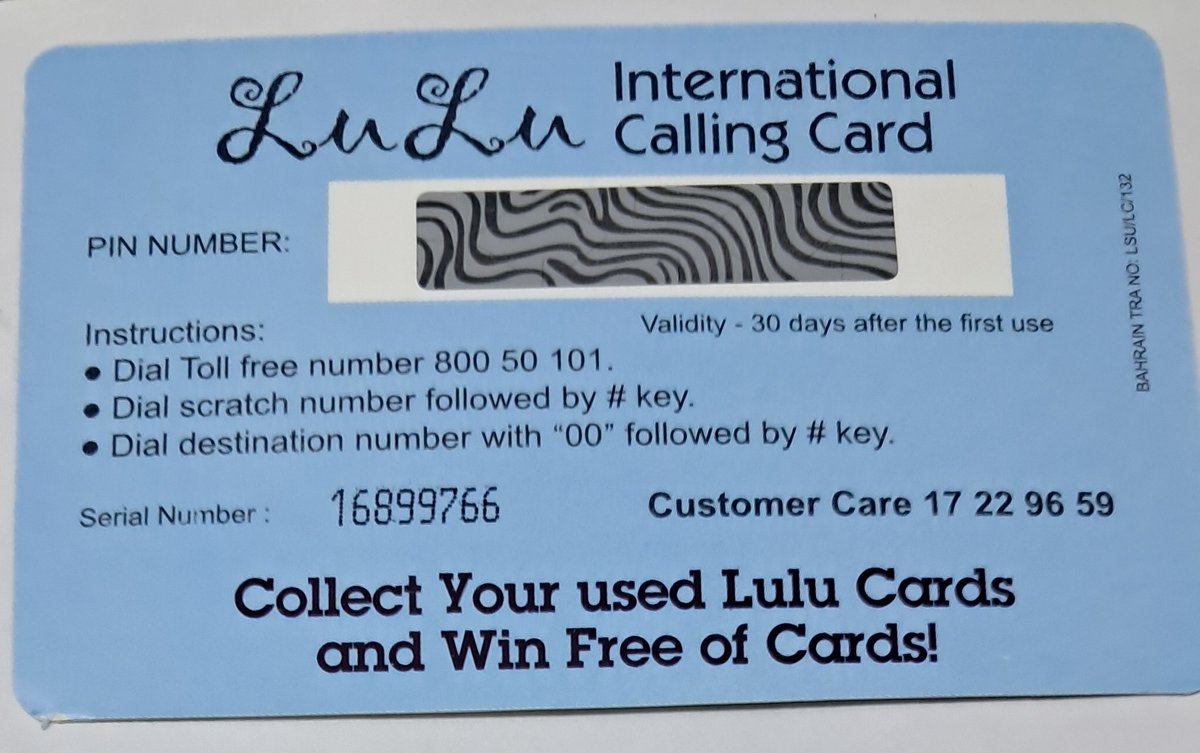 LuLu International
Calling Card
PIN NUMBER:
Validity - 30 days after the first use
Instructions:
● Dial Toll free number 800 50 101.
● Dial scratch number followed by # key.
● Dial destination number with “00” followed by # key.
BAHRAIN TRA NO: LSU/LC/132
Serial Number : 16899766
Customer Care 17 22 96 59
Collect Your used Lulu Cards
and Win Free of Cards!